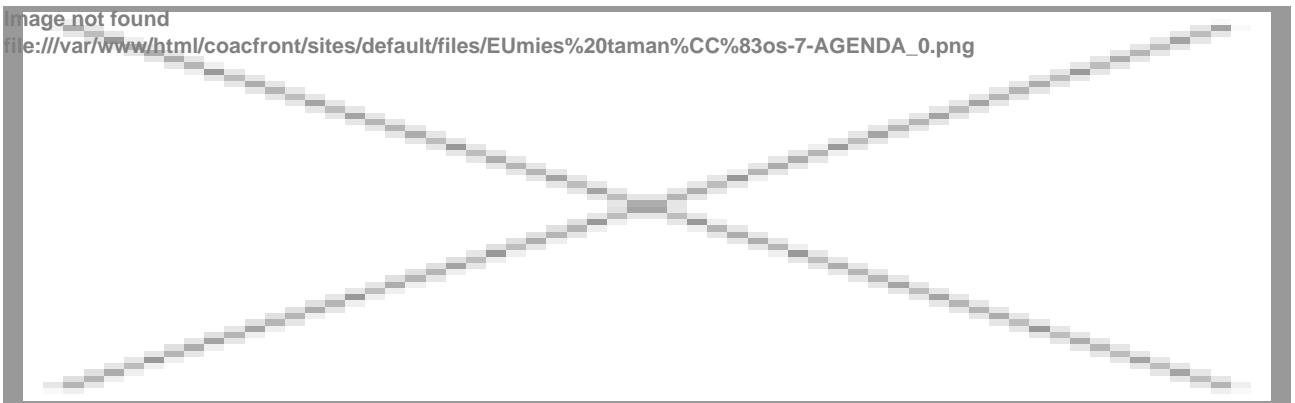 Image not found
file:///var/www/html/coacfront/sites/default/files/EUmies%20taman%CC%83os-7-AGENDA_0.png